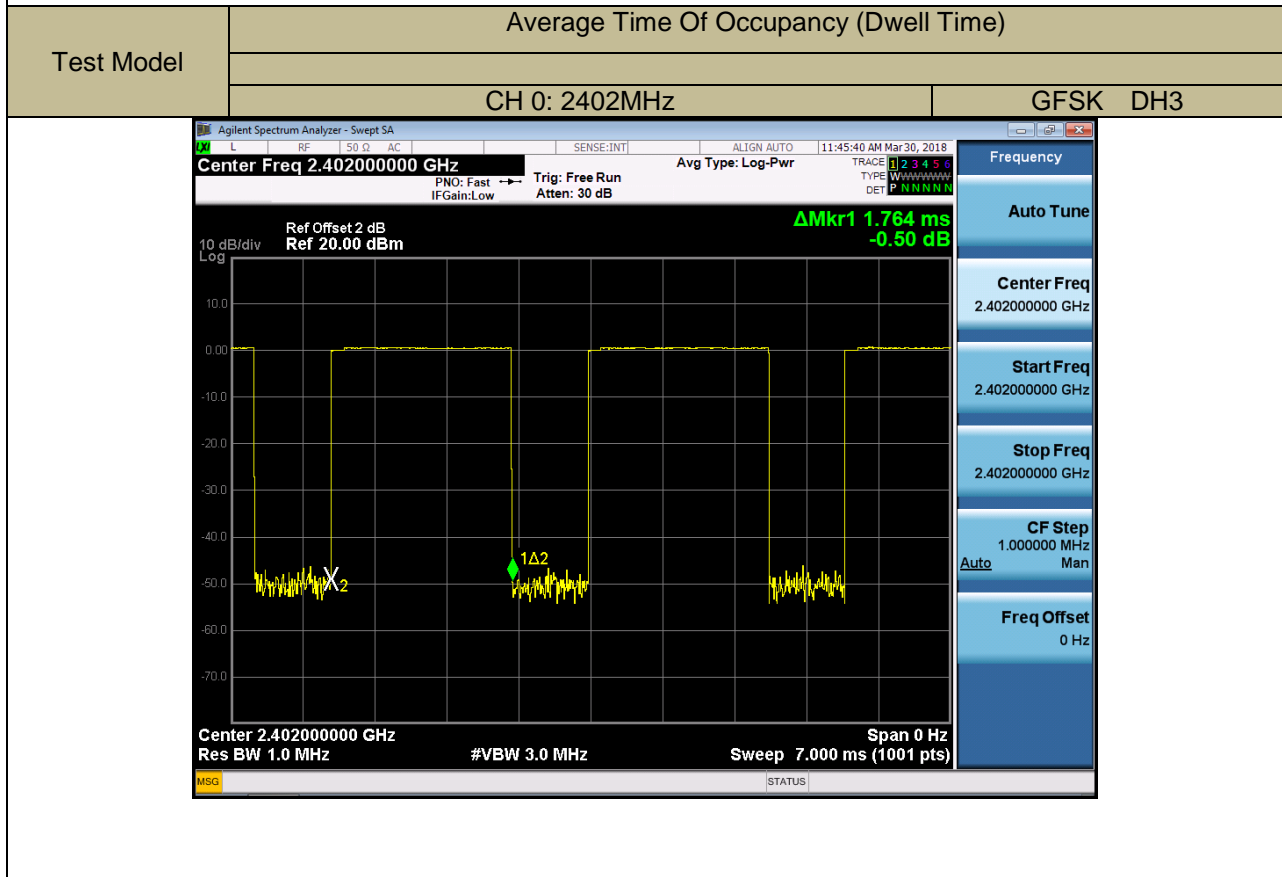 Average Time Of Occupancy (Dwell Time)
Test Model
CH 0: 2402MHz GFSK DH3
Agilent Spectrum Analyzer - Swept SA
LXI L RF 50 Ω AC SENSE:INT ALIGN AUTO 11:45:40 AM Mar 30, 2018
Center Freq 2.402000000 GHz
PNO: Fast
IFGain:Low
Trig: Free Run
Atten: 30 dB
Avg Type: Log-Pwr
TRACE 1 2 3 4 5 6
TYPE WWWWWW
DET P N N N N N
Frequency
ΔMkr1 1.764 ms
-0.50 dB
Ref Offset 2 dB
10 dB/div Ref 20.00 dBm
Log
10.0
0.00
-10.0
-20.0
-30.0
-40.0
-50.0
-60.0
-70.0
1Δ2
X2
Center 2.402000000 GHz Span 0 Hz
Res BW 1.0 MHz #VBW 3.0 MHz Sweep 7.000 ms (1001 pts)
Auto Tune
Center Freq
2.402000000 GHz
Start Freq
2.402000000 GHz
Stop Freq
2.402000000 GHz
CF Step
1.000000 MHz
Auto Man
Freq Offset
0 Hz
MSG STATUS